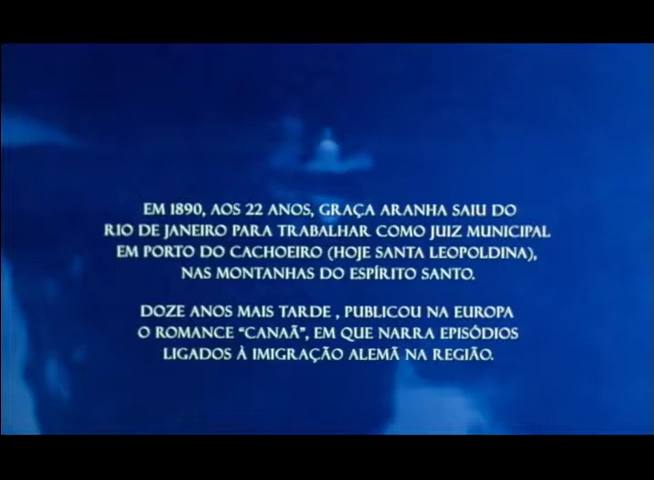 EM 1890, AOS 22 ANOS, GRAÇA ARANHA SAIU DO
RIO DE JANEIRO PARA TRABALHAR COMO JUIZ MUNICIPAL
EM PORTO DO CACHOEIRO (HOJE SANTA LEOPOLDINA),
NAS MONTANHAS DO ESPÍRITO SANTO.
DOZE ANOS MAIS TARDE , PUBLICOU NA EUROPA
O ROMANCE "CANAÃ", EM QUE NARRA EPISÓDIOS
LIGADOS À IMIGRAÇÃO ALEMÃ NA REGIÃO.